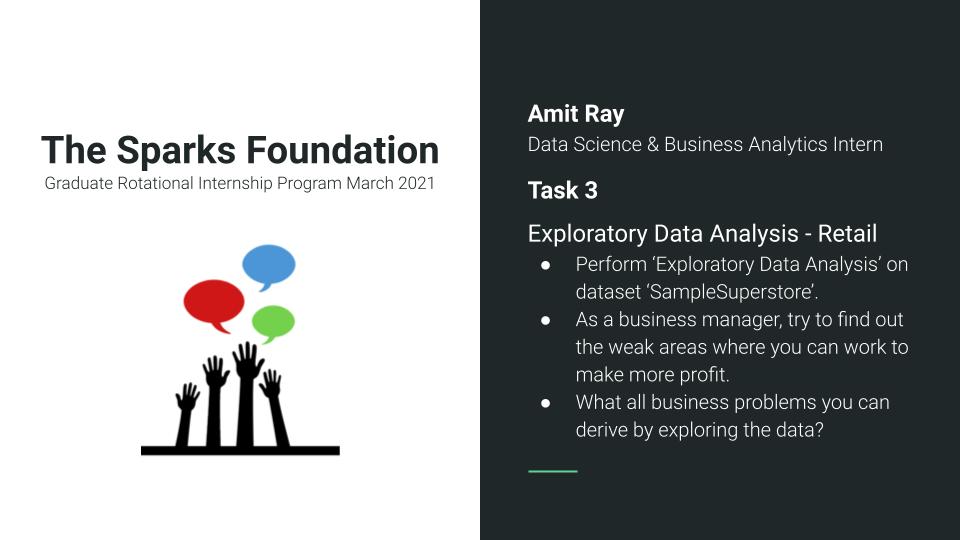 The Sparks Foundation
Graduate Rotational Internship Program March 2021
Amit Ray
Data Science & Business Analytics Intern
Task 3
Exploratory Data Analysis - Retail
● Perform ‘Exploratory Data Analysis’ on
dataset ‘SampleSuperstore’.
● As a business manager, try to find out
the weak areas where you can work to
make more profit.
● What all business problems you can
derive by exploring the data?